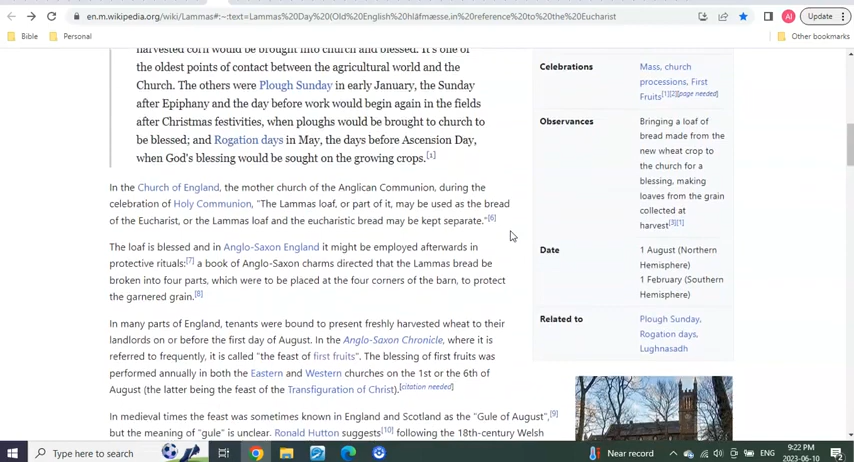 en.m.wikipedia.org/wiki/Lammas#:~:text=Lammas%20Day%20(Old%20English%20hláfmæsse,in%20reference%20to%20the%20Eucharist
AI
Update
Bible
Personal
Other bookmarks
harvested corn would be brought into church and blessed. It's one of
the oldest points of contact between the agricultural world and the
Church. The others were Plough Sunday in early January, the Sunday
after Epiphany and the day before work would begin again in the fields
after Christmas festivities, when ploughs would be brought to church to
be blessed; and Rogation days in May, the days before Ascension Day,
when God's blessing would be sought on the growing crops.[1]
In the Church of England, the mother church of the Anglican Communion, during the
celebration of Holy Communion, "The Lammas loaf, or part of it, may be used as the bread
of the Eucharist, or the Lammas loaf and the eucharistic bread may be kept separate."[6]
The loaf is blessed and in Anglo-Saxon England it might be employed afterwards in
protective rituals:[7] a book of Anglo-Saxon charms directed that the Lammas bread be
broken into four parts, which were to be placed at the four corners of the barn, to protect
the garnered grain.[8]
In many parts of England, tenants were bound to present freshly harvested wheat to their
landlords on or before the first day of August. In the Anglo-Saxon Chronicle, where it is
referred to frequently, it is called "the feast of first fruits". The blessing of first fruits was
performed annually in both the Eastern and Western churches on the 1st or the 6th of
August (the latter being the feast of the Transfiguration of Christ).[citation needed]
In medieval times the feast was sometimes known in England and Scotland as the "Gule of August",[9]
but the meaning of "gule" is unclear. Ronald Hutton suggests[10] following the 18th-century Welsh
Celebrations
Mass, church
processions, First
Fruits[1][2][page needed]
Observances
Bringing a loaf of
bread made from the
new wheat crop to
the church for a
blessing, making
loaves from the grain
collected at
harvest[3][1]
Date
1 August (Northern
Hemisphere)
1 February (Southern
Hemisphere)
Related to
Plough Sunday,
Rogation days,
Lughnasadh
Type here to search
Near record
ENG
9:22 PM
2023-06-10
2